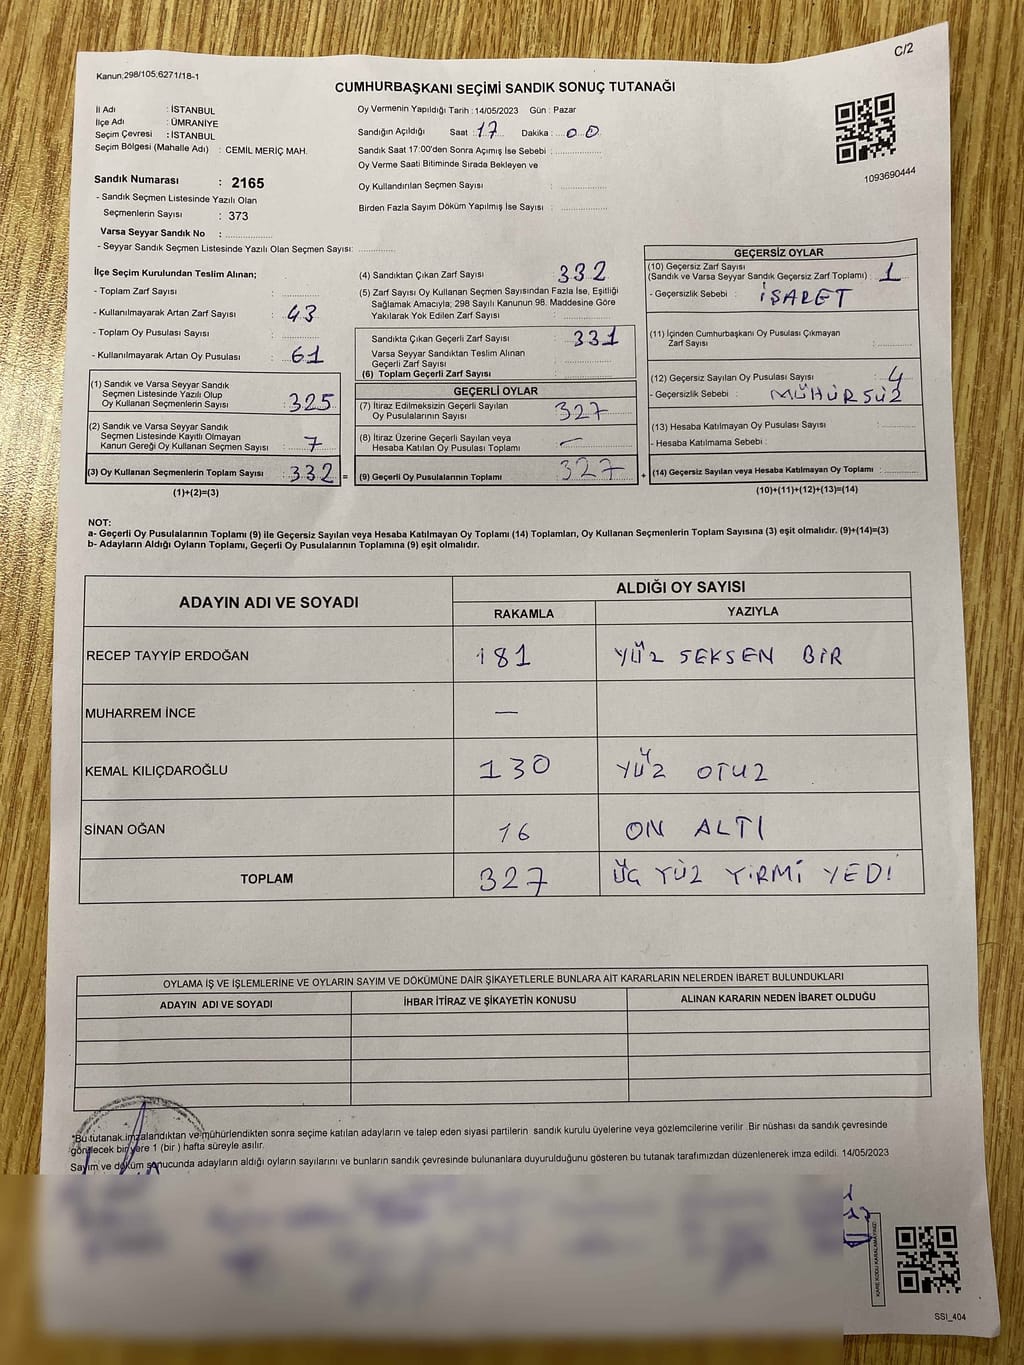 C/2
Kanun;298/105,6271/18-1
CUMHURBAŞKANI SEÇİMİ SANDIK SONUÇ TUTANAĞI
İl Adı : İSTANBUL
İlçe Adı : ÜMRANİYE
Seçim Çevresi : İSTANBUL
Seçim Bölgesi (Mahalle Adı) : CEMİL MERİÇ MAH.
Oy Vermenin Yapıldığı Tarih : 14/05/2023 Gün : Pazar
Sandığın Açıldığı Saat : 17 Dakika : 00
Sandık Saat 17:00'den Sonra Açımış İse Sebebi :
Oy Verme Saati Bitiminde Sırada Bekleyen ve
Oy Kullandırılan Seçmen Sayısı :
Birden Fazla Sayım Döküm Yapılmış İse Sayısı :
1093690444
Sandık Numarası : 2165
- Sandık Seçmen Listesinde Yazılı Olan
Seçmenlerin Sayısı : 373
Varsa Seyyar Sandık No :
- Seyyar Sandık Seçmen Listesinde Yazılı Olan Seçmen Sayısı:
İlçe Seçim Kurulundan Teslim Alınan;
- Toplam Zarf Sayısı :
- Kullanılmayarak Artan Zarf Sayısı : 43
- Toplam Oy Pusulası Sayısı :
- Kullanılmayarak Artan Oy Pusulası : 61
(1) Sandık ve Varsa Seyyar Sandık
Seçmen Listesinde Yazılı Olup
Oy Kullanan Seçmenlerin Sayısı : 325
(2) Sandık ve Varsa Seyyar Sandık
Seçmen Listesinde Kayıtlı Olmayan
Kanun Gereği Oy Kullanan Seçmen Sayısı : 7
(3) Oy Kullanan Seçmenlerin Toplam Sayısı : 332 =
(1)+(2)=(3)
(4) Sandıktan Çıkan Zarf Sayısı : 332
(5) Zarf Sayısı Oy Kullanan Seçmen Sayısından Fazla İse, Eşitliği
Sağlamak Amacıyla; 298 Sayılı Kanunun 98. Maddesine Göre
Yakılarak Yok Edilen Zarf Sayısı :
Sandıkta Çıkan Geçerli Zarf Sayısı : 331
Varsa Seyyar Sandıktan Teslim Alınan
Geçerli Zarf Sayısı :
(6) Toplam Geçerli Zarf Sayısı :
GEÇERLİ OYLAR
(7) İtiraz Edilmeksizin Geçerli Sayılan
Oy Pusulalarının Sayısı : 327
(8) İtiraz Üzerine Geçerli Sayılan veya
Hesaba Katılan Oy Pusulaları Toplamı : —
(9) Geçerli Oy Pusulalarının Toplamı : 327 +
GEÇERSİZ OYLAR
(10) Geçersiz Zarf Sayısı
(Sandık ve Varsa Seyyar Sandık Geçersiz Zarf Toplamı) : 1
- Geçersizlik Sebebi : İŞARET
(11) İçinden Cumhurbaşkanı Oy Pusulası Çıkmayan
Zarf Sayısı :
(12) Geçersiz Sayılan Oy Pusulası Sayısı : 4
- Geçersizlik Sebebi : MÜHÜRSÜZ
(13) Hesaba Katılmayan Oy Pusulası Sayısı :
- Hesaba Katılmama Sebebi :
(14) Geçersiz Sayılan veya Hesaba Katılmayan Oy Toplamı :
(10)+(11)+(12)+(13)=(14)
NOT:
a- Geçerli Oy Pusulalarının Toplamı (9) ile Geçersiz Sayılan veya Hesaba Katılmayan Oy Toplamı (14) Toplamları, Oy Kullanan Seçmenlerin Toplam Sayısına (3) eşit olmalıdır. (9)+(14)=(3)
b- Adayların Aldığı Oyların Toplamı, Geçerli Oy Pusulalarının Toplamına (9) eşit olmalıdır.
ADAYIN ADI VE SOYADI
ALDIĞI OY SAYISI
RAKAMLA YAZIYLA
RECEP TAYYİP ERDOĞAN 181 YÜZ SEKSEN BİR
MUHARREM İNCE —
KEMAL KILIÇDAROĞLU 130 YÜZ OTUZ
SİNAN OĞAN 16 ON ALTI
TOPLAM 327 ÜÇ YÜZ YİRMİ YEDİ
OYLAMA İŞ VE İŞLEMLERİNE VE OYLARIN SAYIM VE DÖKÜMÜNE DAİR ŞİKAYETLERLE BUNLARA AİT KARARLARIN NELERDEN İBARET BULUNDUKLARI
ADAYIN ADI VE SOYADI İHBAR İTİRAZ VE ŞİKAYETİN KONUSU ALINAN KARARIN NEDEN İBARET OLDUĞU
*Bu tutanak imzalandıktan ve mühürlendikten sonra seçime katılan adayların ve talep eden siyasi partilerin sandık kurulu üyelerine veya gözlemcilerine verilir. Bir nüshası da sandık çevresinde
görülecek bir yere 1 (bir) hafta süreyle asılır.
Sayım ve döküm sonucunda adayların aldığı oyların sayılarını ve bunların sandık çevresinde bulunanlara duyurulduğunu gösteren bu tutanak tarafımızdan düzenlenerek imza edildi. 14/05/2023
SSI_404